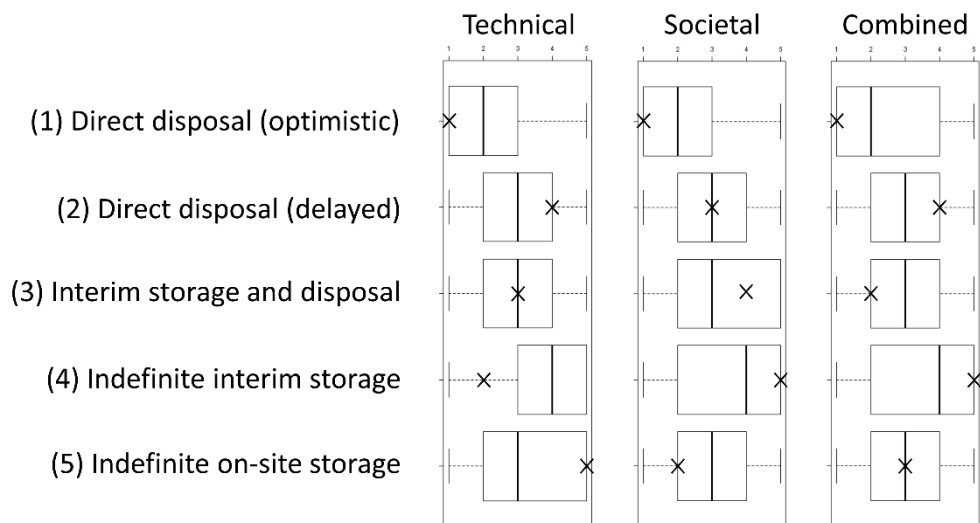 Technical Societal Combined
1 2 3 4 5 1 2 3 4 5 1 2 3 4 5
(1) Direct disposal (optimistic)
(2) Direct disposal (delayed)
(3) Interim storage and disposal
(4) Indefinite interim storage
(5) Indefinite on-site storage